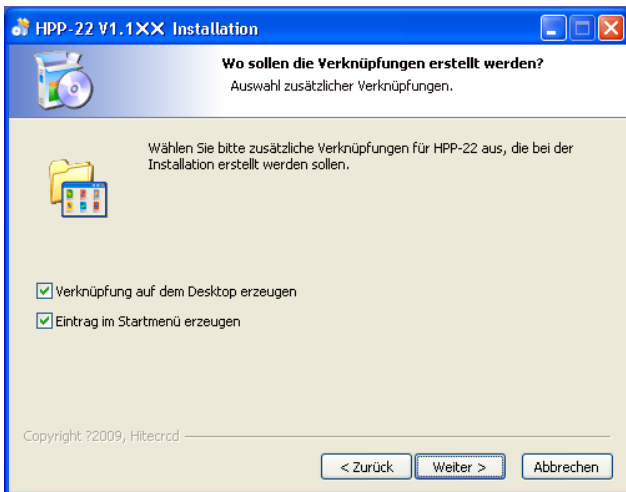 HPP-22 V1.1XX Installation
Wo sollen die Verknüpfungen erstellt werden?
Auswahl zusätzlicher Verknüpfungen.
Wählen Sie bitte zusätzliche Verknüpfungen für HPP-22 aus, die bei der
Installation erstellt werden sollen.
Verknüpfung auf dem Desktop erzeugen
Eintrag im Startmenü erzeugen
Copyright ?2009, Hitecrcd
< Zurück Weiter > Abbrechen